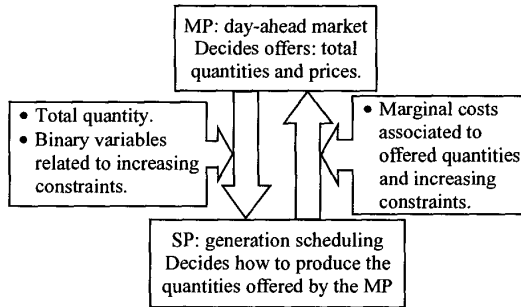 MP: day-ahead market
Decides offers: total
quantities and prices.
• Total quantity.
• Binary variables
related to increasing
constraints.
• Marginal costs
associated to
offered quantities
and increasing
constraints.
SP: generation scheduling
Decides how to produce the
quantities offered by the MP